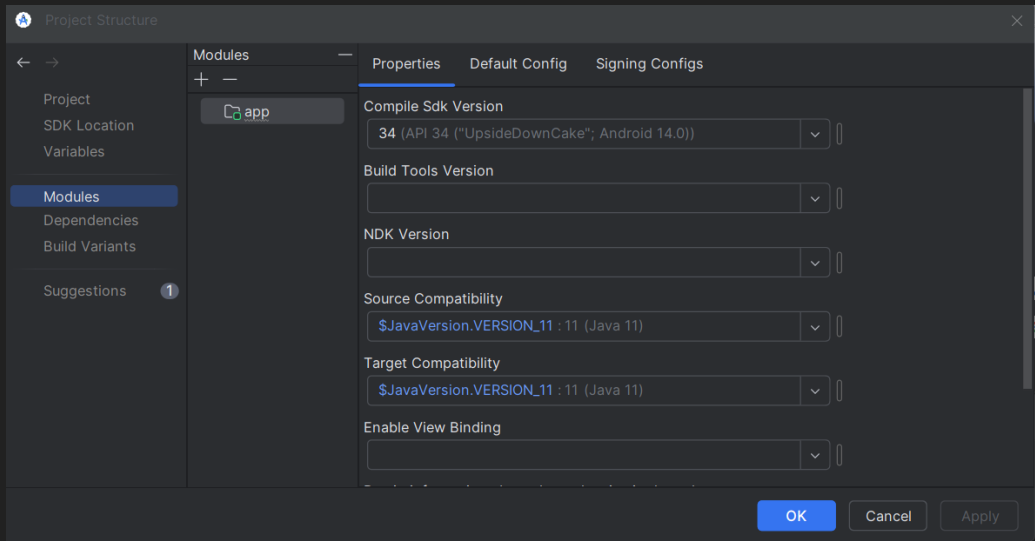 Project Structure
Project
SDK Location
Variables
Modules
Dependencies
Build Variants
Suggestions 1
Modules
app
Properties Default Config Signing Configs
Compile Sdk Version
34 (API 34 ("UpsideDownCake"; Android 14.0))
Build Tools Version
NDK Version
Source Compatibility
$JavaVersion.VERSION_11 : 11 (Java 11)
Target Compatibility
$JavaVersion.VERSION_11 : 11 (Java 11)
Enable View Binding
OK Cancel Apply